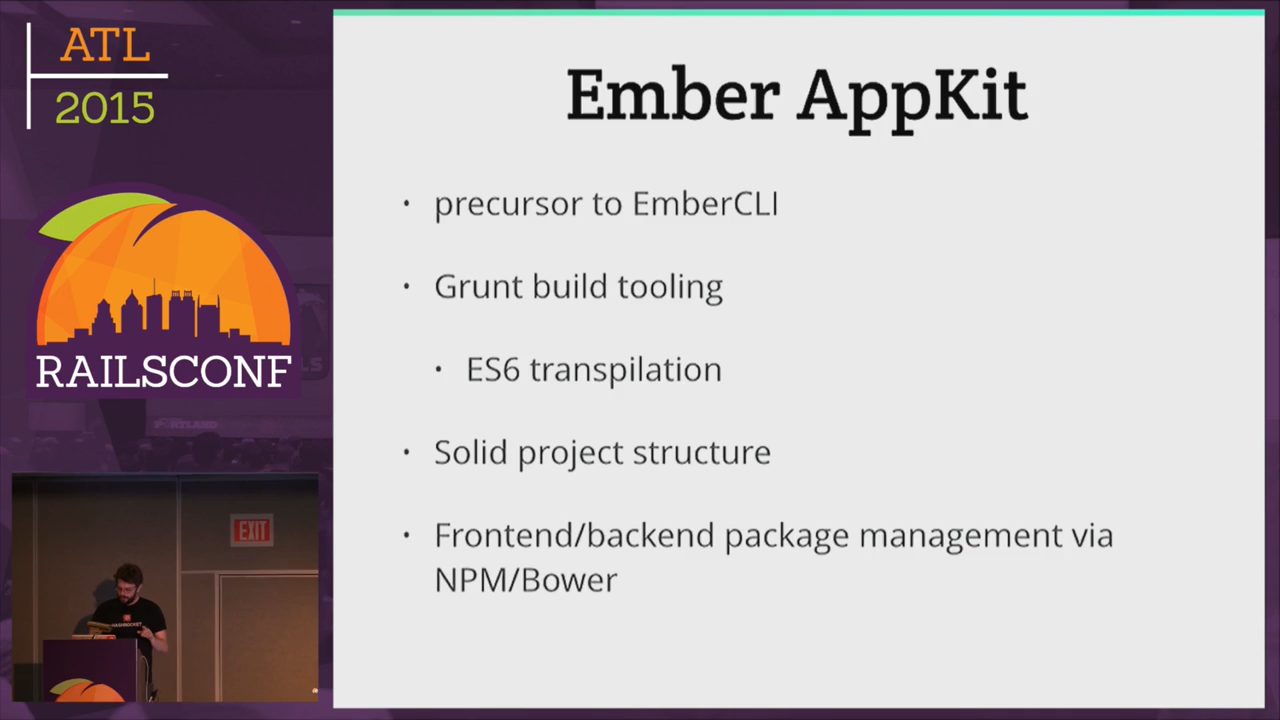 ATL
2015
RAILSCONF
EXIT
Ember AppKit
• precursor to EmberCLI
• Grunt build tooling
• ES6 transpilation
• Solid project structure
• Frontend/backend package management via
NPM/Bower